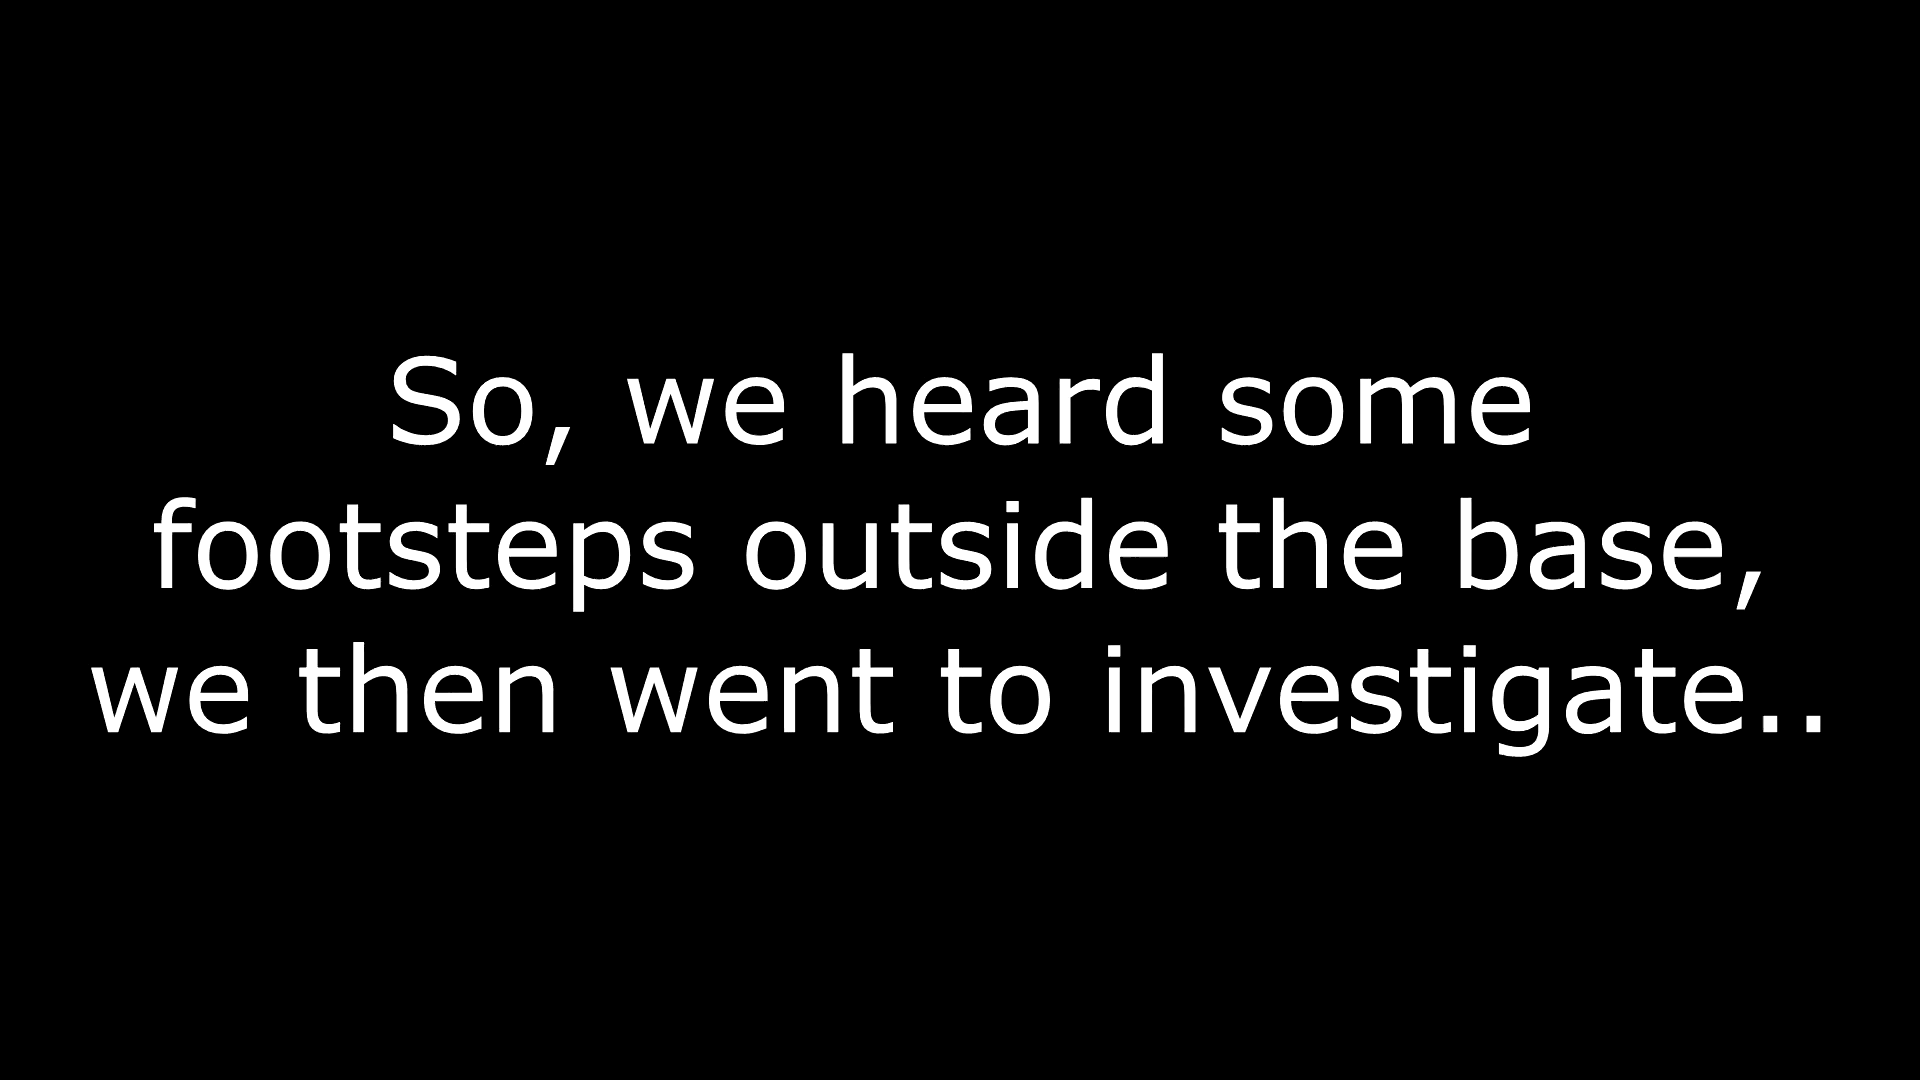 So, we heard some
footsteps outside the base,
we then went to investigate..